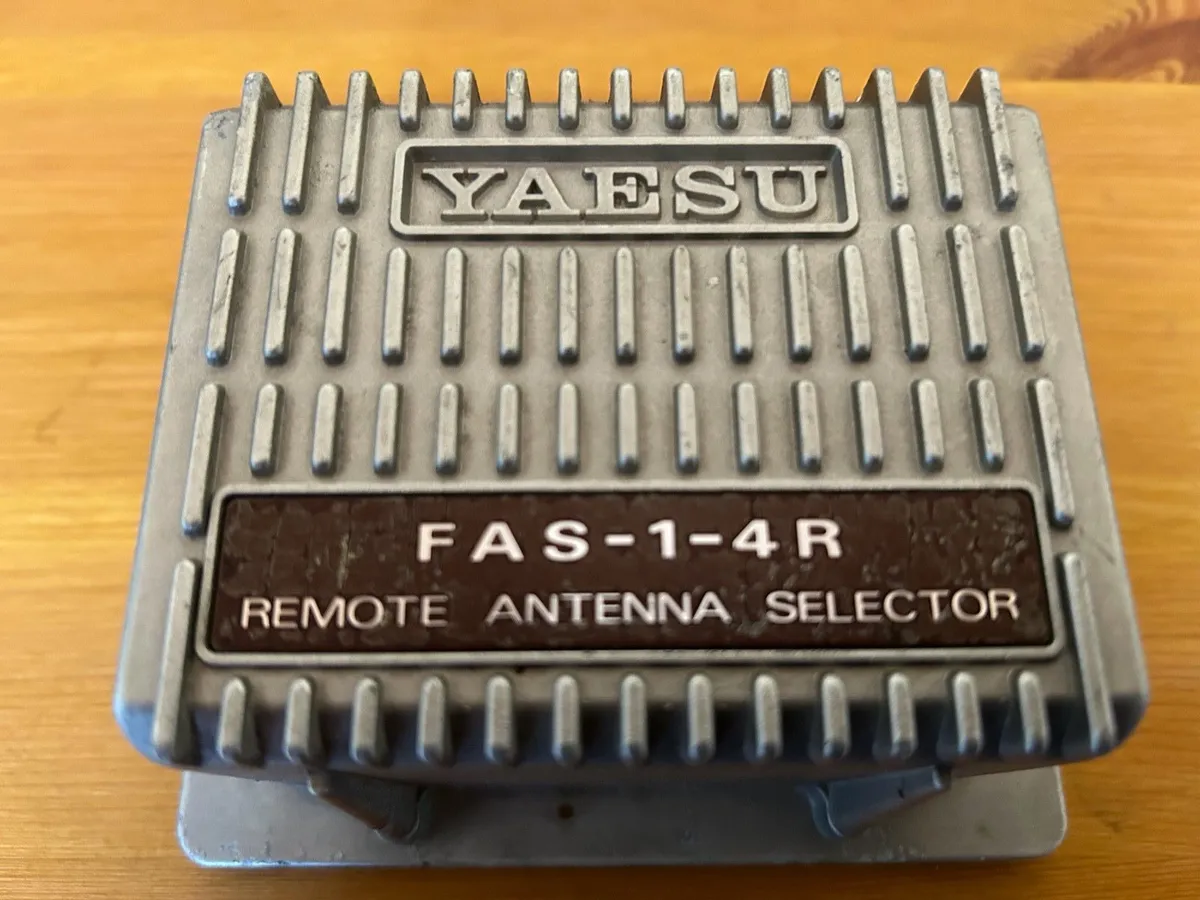 YAESU
FAS-1-4R
REMOTE ANTENNA SELECTOR